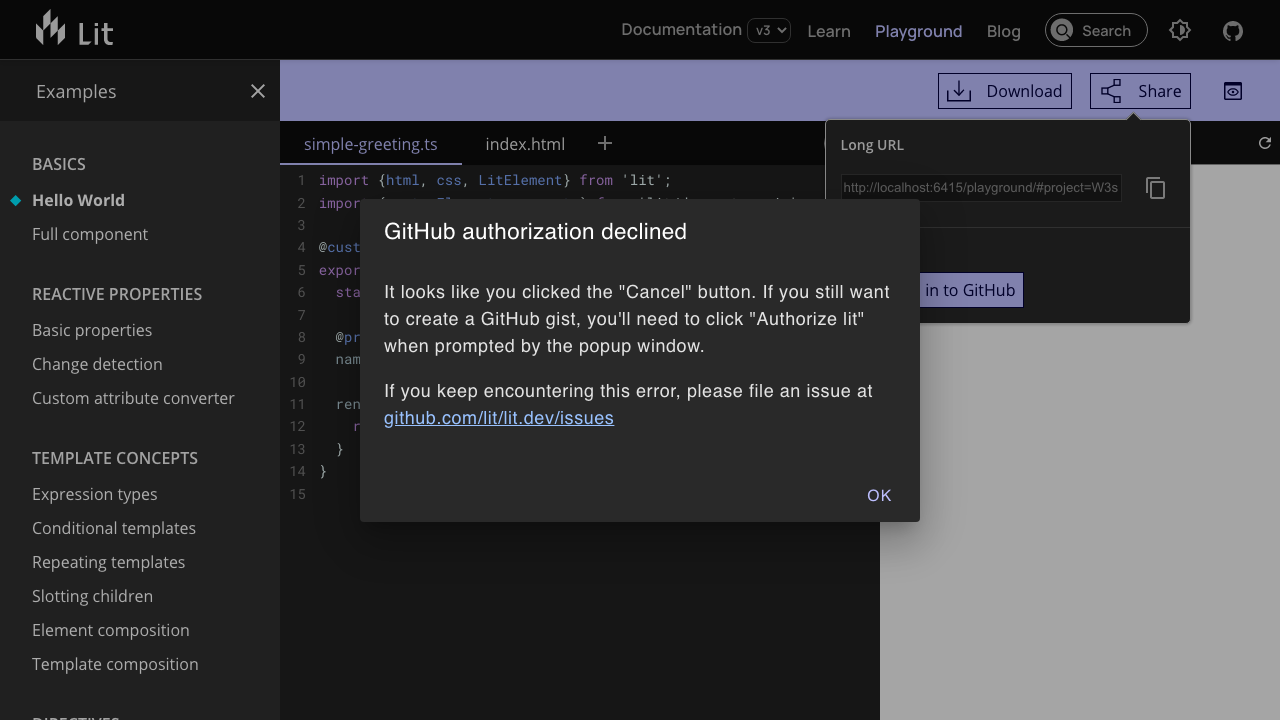 Lit
Documentation v3 Learn Playground Blog Search
Examples
Download Share
BASICS
Hello World
Full component
REACTIVE PROPERTIES
Basic properties
Change detection
Custom attribute converter
TEMPLATE CONCEPTS
Expression types
Conditional templates
Repeating templates
Slotting children
Element composition
Template composition
DIRECTIVES
simple-greeting.ts index.html
1 import {html, css, LitElement} from 'lit';
2 impor
3
4 @cust
5 expor
6 sta
7
8 @pr
9 nam
10
11 ren
12 r
13 }
14 }
15
Long URL
http://localhost:6415/playground/#project=W3s
in to GitHub
GitHub authorization declined
It looks like you clicked the "Cancel" button. If you still want
to create a GitHub gist, you'll need to click "Authorize lit"
when prompted by the popup window.
If you keep encountering this error, please file an issue at
github.com/lit/lit.dev/issues
OK